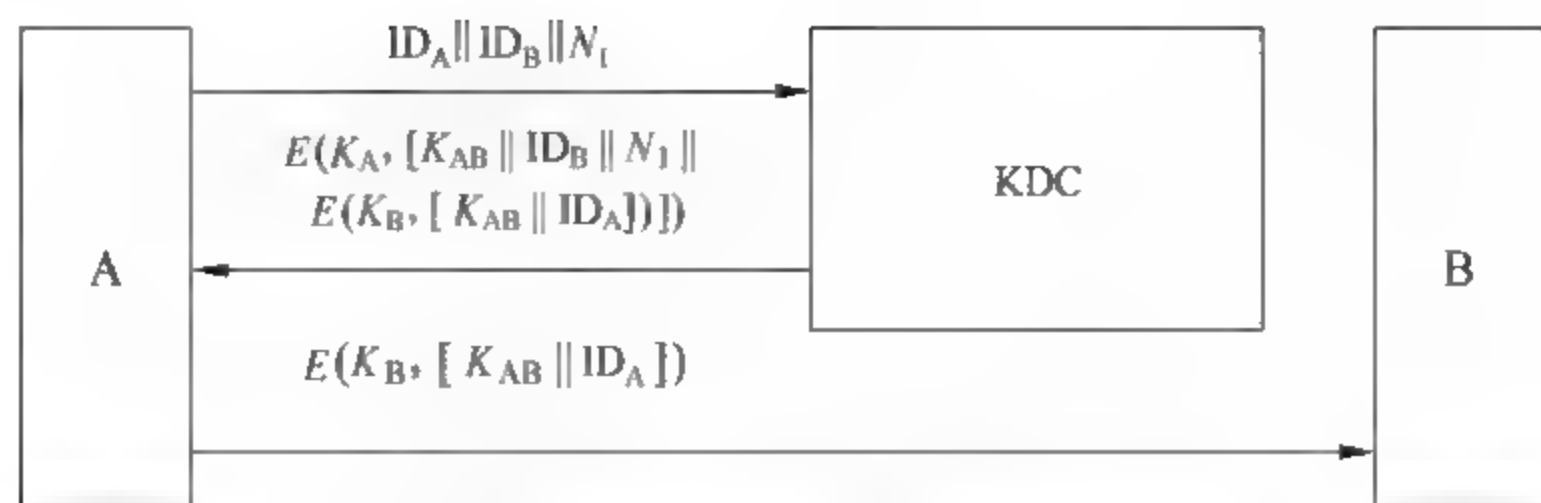 ID_A || ID_B || N_1
E(K_A, [K_AB || ID_B || N_1 ||
E(K_B, [ K_AB || ID_A])])
KDC
A
B
E(K_B, [ K_AB || ID_A ])